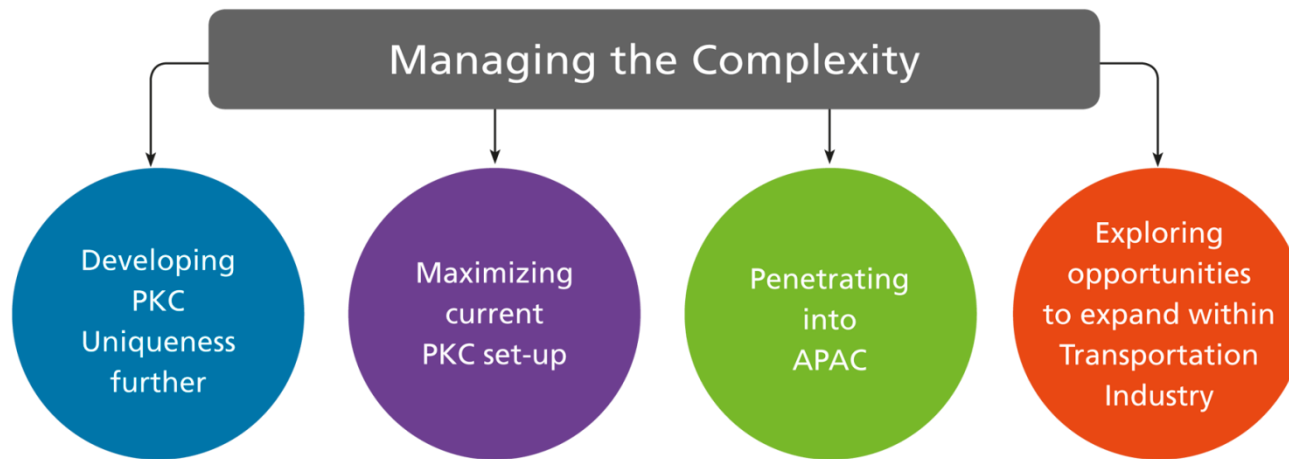 Managing the Complexity
Developing
PKC
Uniqueness
further
Maximizing
current
PKC set-up
Penetrating
into
APAC
Exploring
opportunities
to expand within
Transportation
Industry